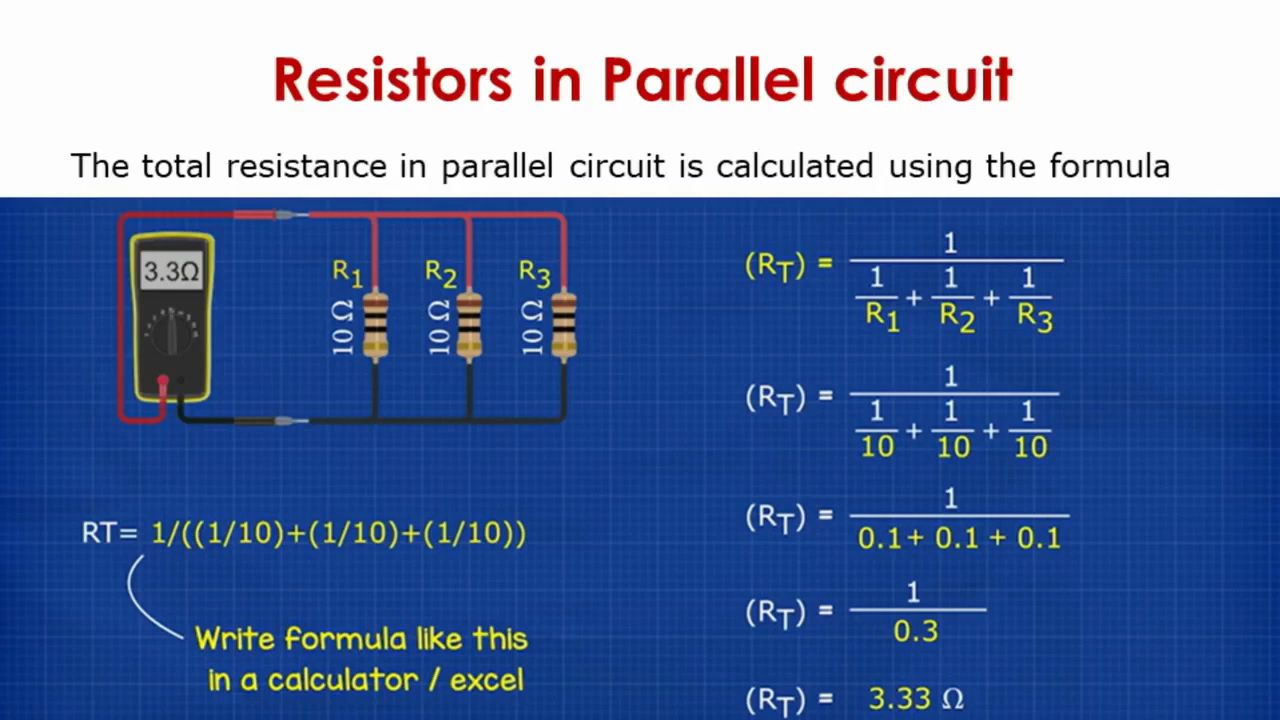 Resistors in Parallel circuit
The total resistance in parallel circuit is calculated using the formula
3.3Ω
R1
R2
R3
10 Ω
10 Ω
10 Ω
RT= 1/((1/10)+(1/10)+(1/10))
Write formula like this
in a calculator / excel
(RT) =
1
1 + 1 + 1
R1 R2 R3
(RT) =
1
1 + 1 + 1
10 10 10
(RT) =
1
0.1 + 0.1 + 0.1
(RT) =
1
0.3
(RT) = 3.33 Ω